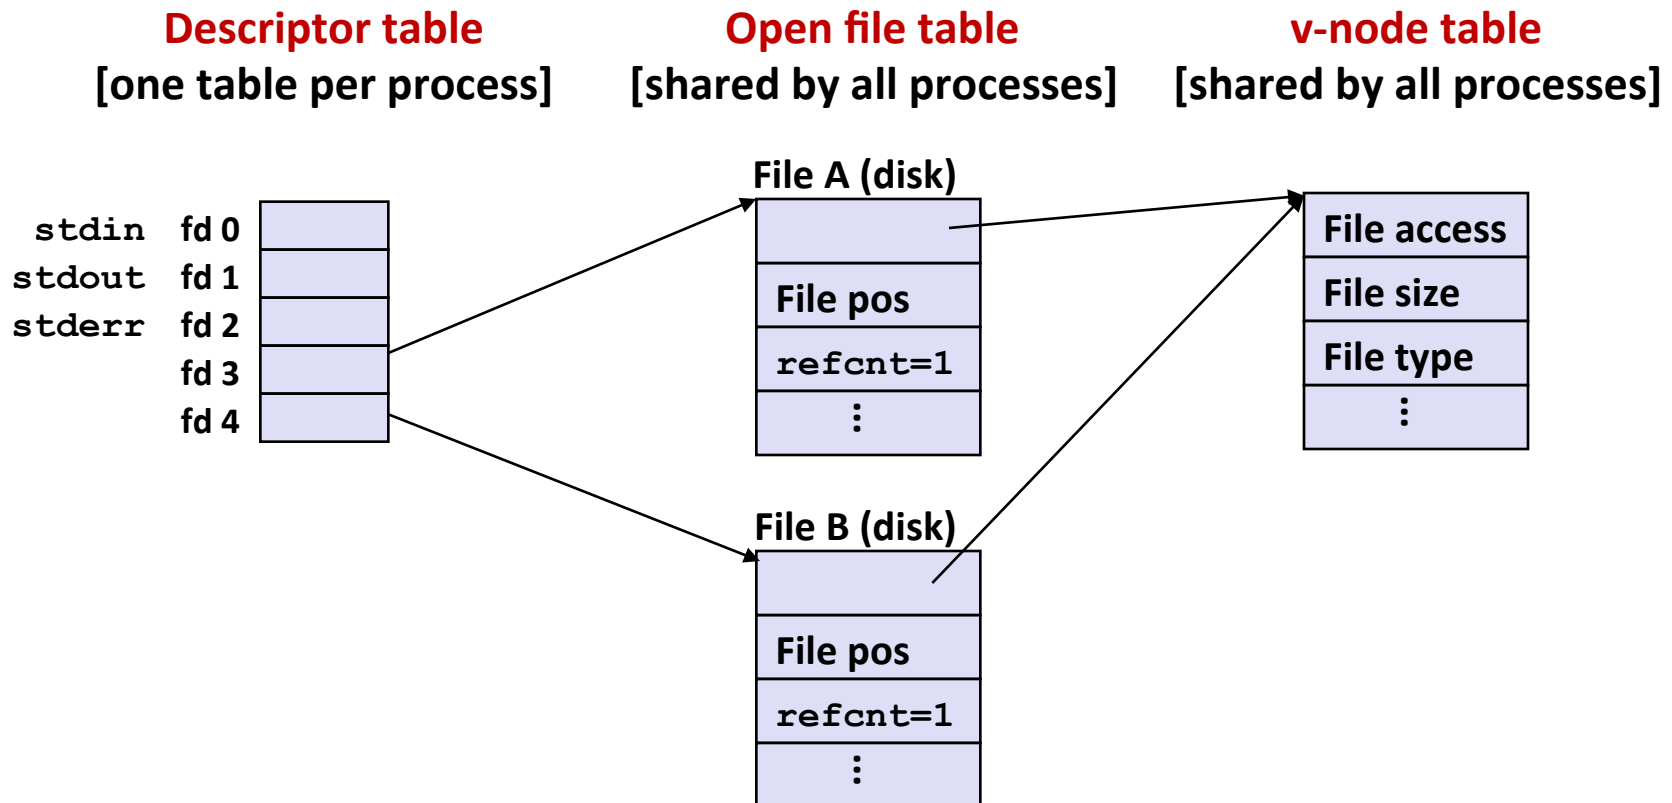 Descriptor table
[one table per process]
Open file table
[shared by all processes]
v-node table
[shared by all processes]
stdin fd 0
stdout fd 1
stderr fd 2
fd 3
fd 4
File A (disk)
File pos
refcnt=1
⋮
File B (disk)
File pos
refcnt=1
⋮
File access
File size
File type
⋮